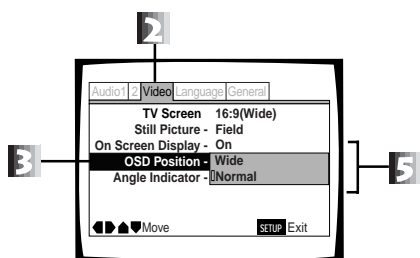 2
Audio1 2 Video Language General
TV Screen 16:9(Wide)
Still Picture - Field
On Screen Display - On
3 OSD Position - Wide 5
Angle Indicator - Normal
Move SETUP Exit